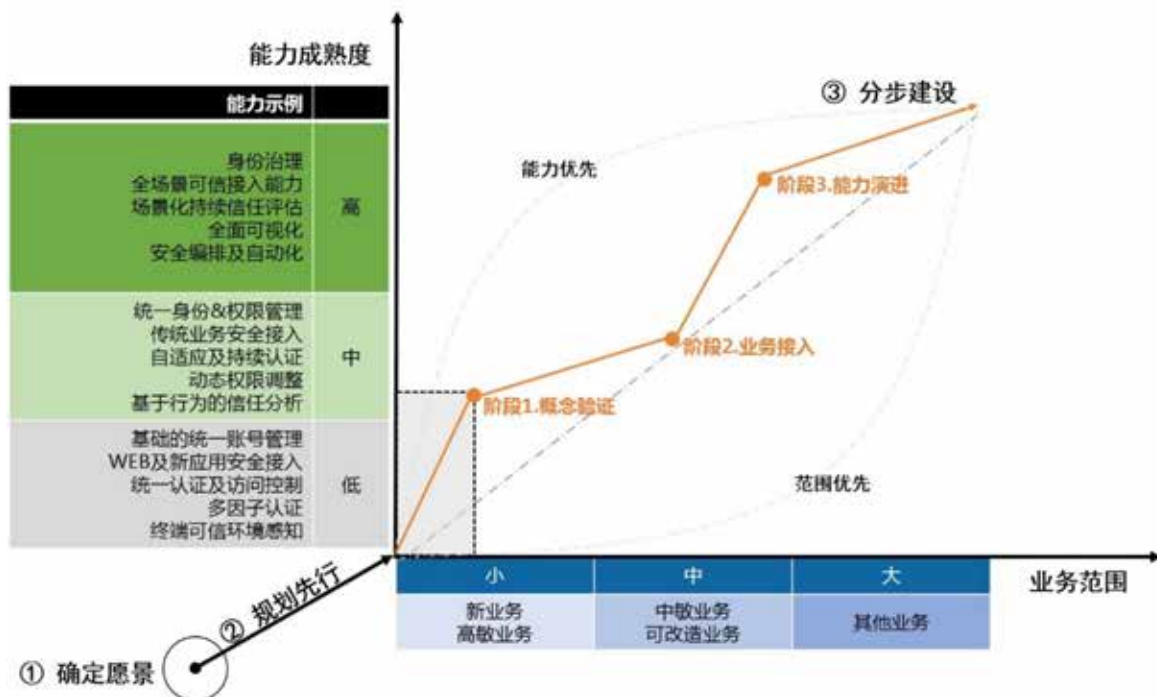 能力成熟度
能力示例
身份治理
全场景可信接入能力
场景化持续信任评估
全面可视化
安全编排及自动化
高
统一身份&权限管理
传统业务安全接入
自适应及持续认证
动态权限调整
基于行为的信任分析
中
基础的统一账号管理
WEB及新应用安全接入
统一认证及访问控制
多因子认证
终端可信环境感知
低
③ 分步建设
能力优先
阶段3.能力演进
阶段2.业务接入
阶段1.概念验证
范围优先
小
中
大
业务范围
新业务
高敏业务
中敏业务
可改造业务
其他业务
② 规划先行
① 确定愿景